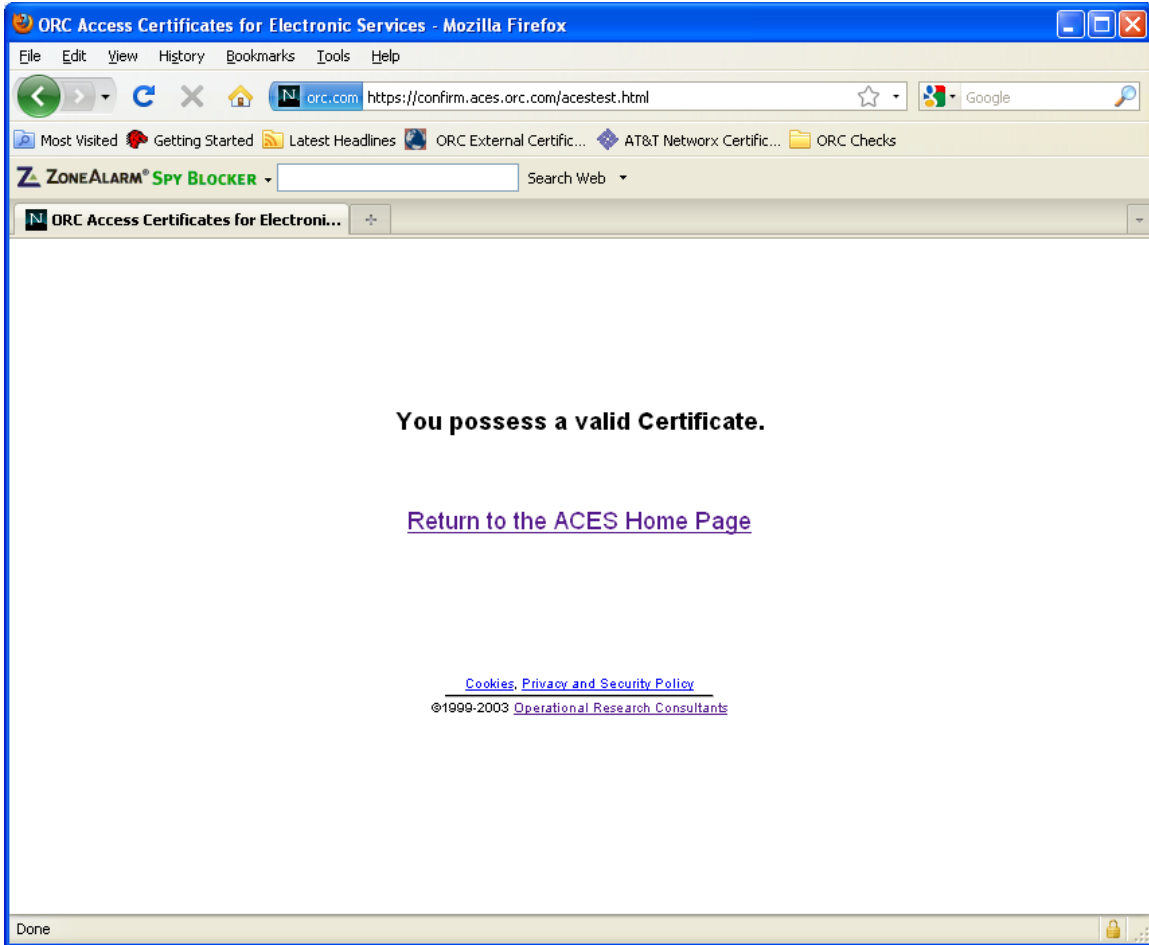 ORC Access Certificates for Electronic Services - Mozilla Firefox
File Edit View History Bookmarks Tools Help
N orc.com https://confirm.aces.orc.com/acestest.html Google
Most Visited Getting Started Latest Headlines ORC External Certific... AT&T Networx Certific... ORC Checks
ZA ZONEALARM® SPY BLOCKER Search Web
N ORC Access Certificates for Electroni...
You possess a valid Certificate.
Return to the ACES Home Page
Cookies, Privacy and Security Policy
©1999-2003 Operational Research Consultants
Done